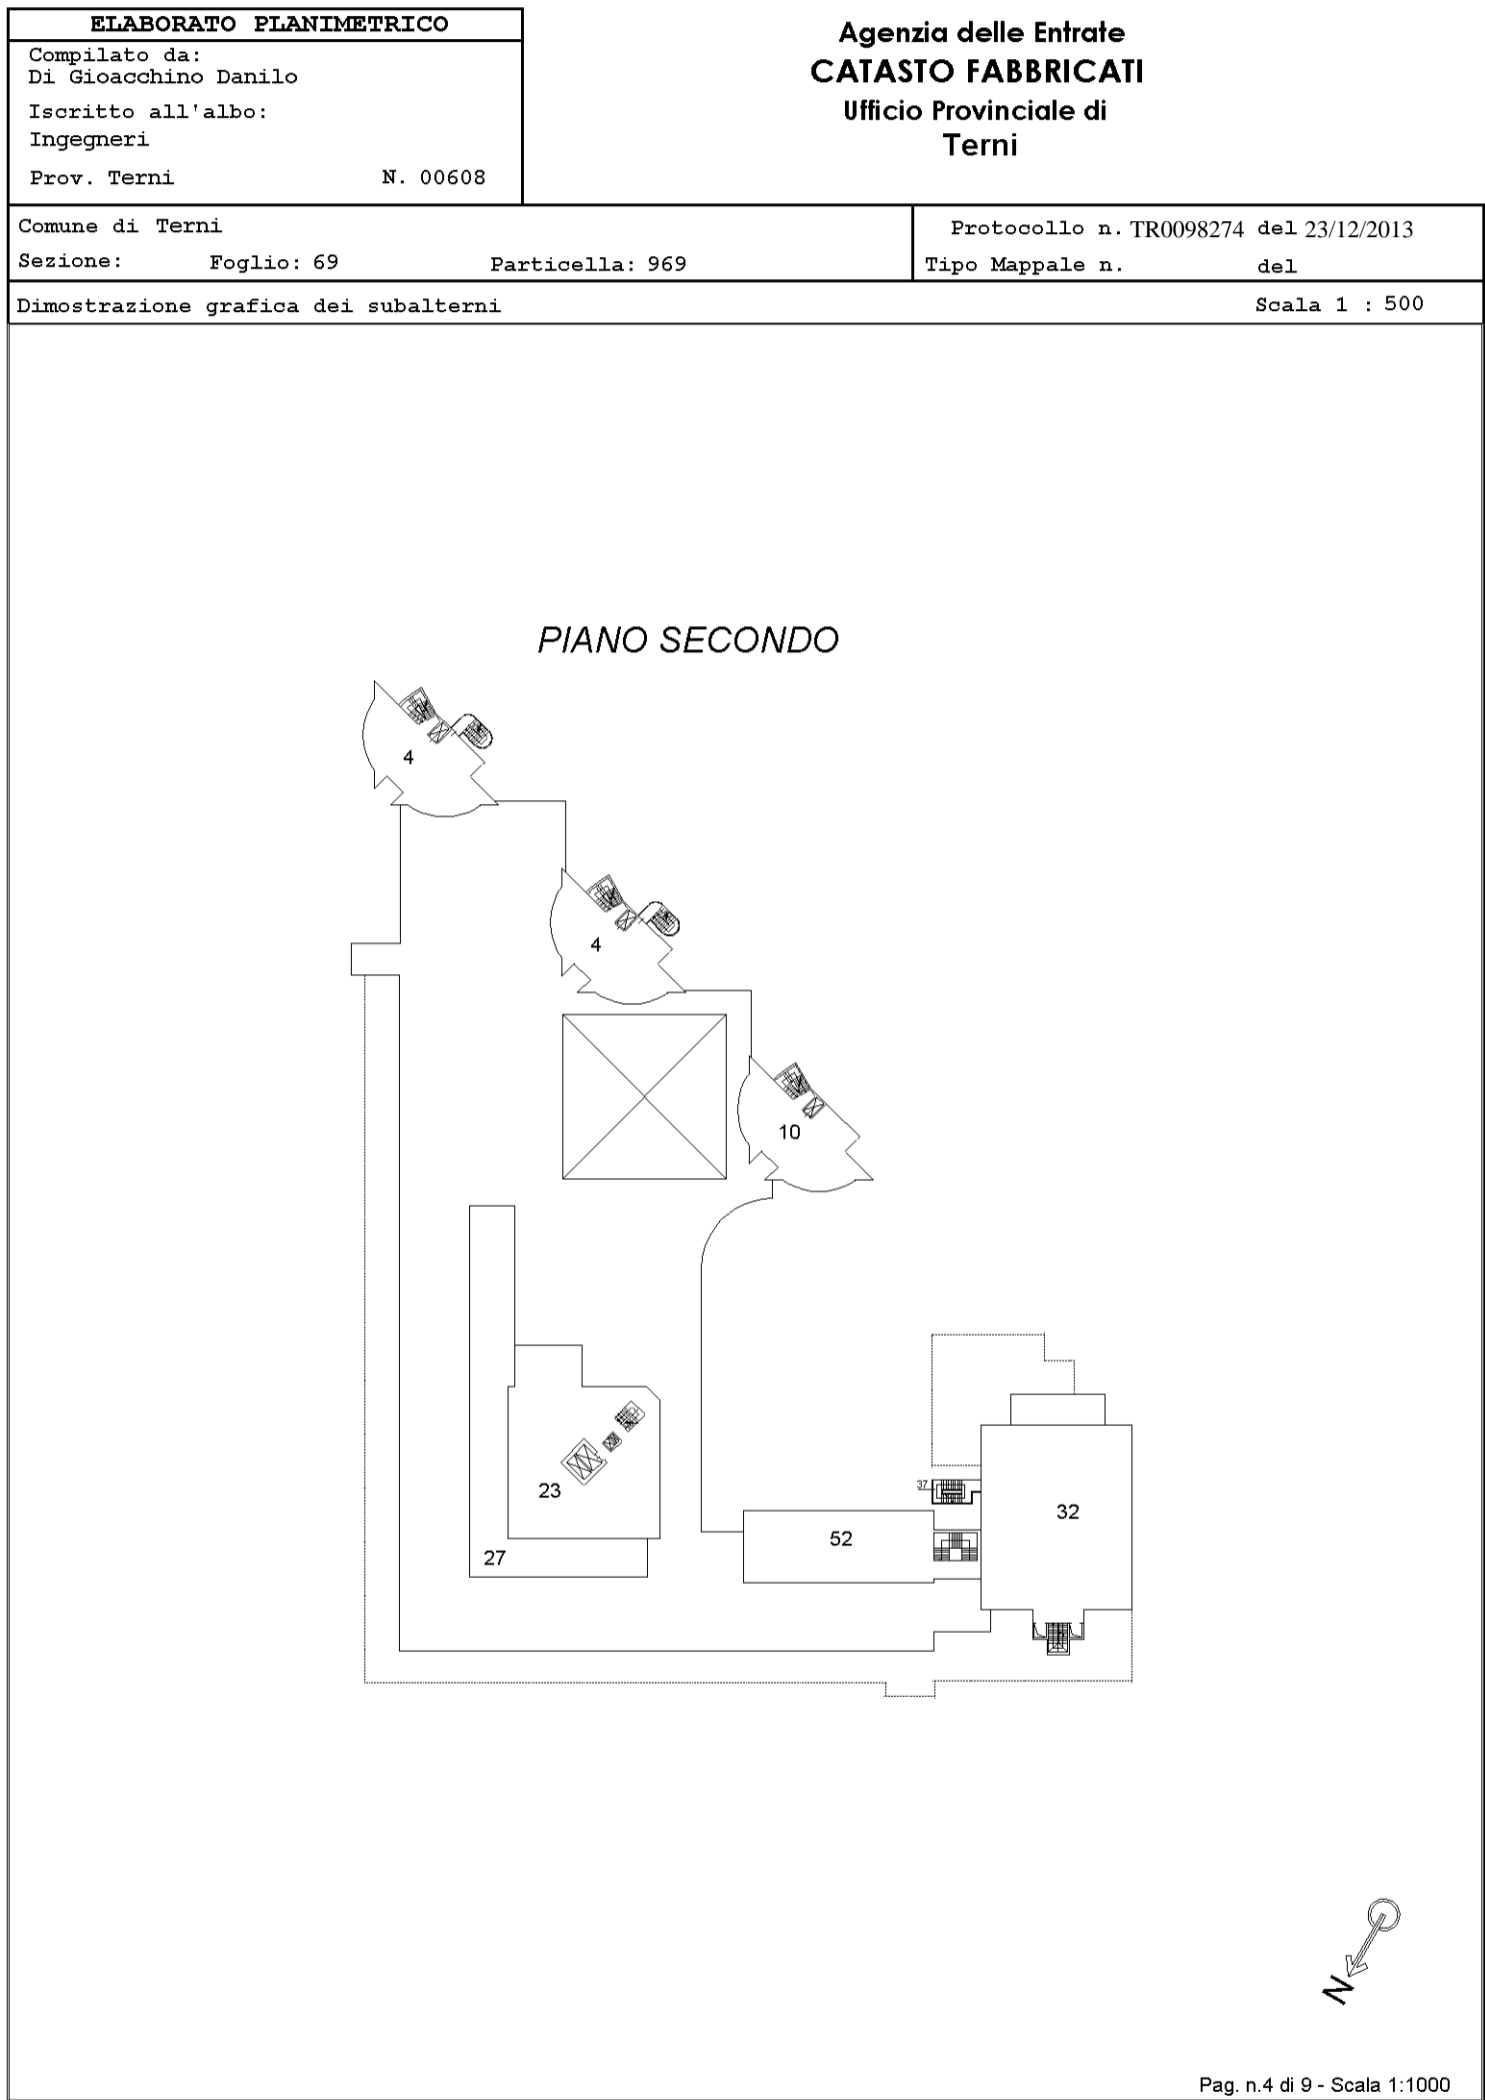 ELABORATO PLANIMETRICO
Compilato da:
Di Gioacchino Danilo
Iscritto all'albo:
Ingegneri
Prov. Terni N. 00608
Agenzia delle Entrate
CATASTO FABBRICATI
Ufficio Provinciale di
Terni
Comune di Terni
Sezione: Foglio: 69 Particella: 969
Protocollo n. TR0098274 del 23/12/2013
Tipo Mappale n. del
Dimostrazione grafica dei subalterni Scala 1 : 500
PIANO SECONDO
4
4
10
37
23
32
52
27
N
Pag. n.4 di 9 - Scala 1:1000